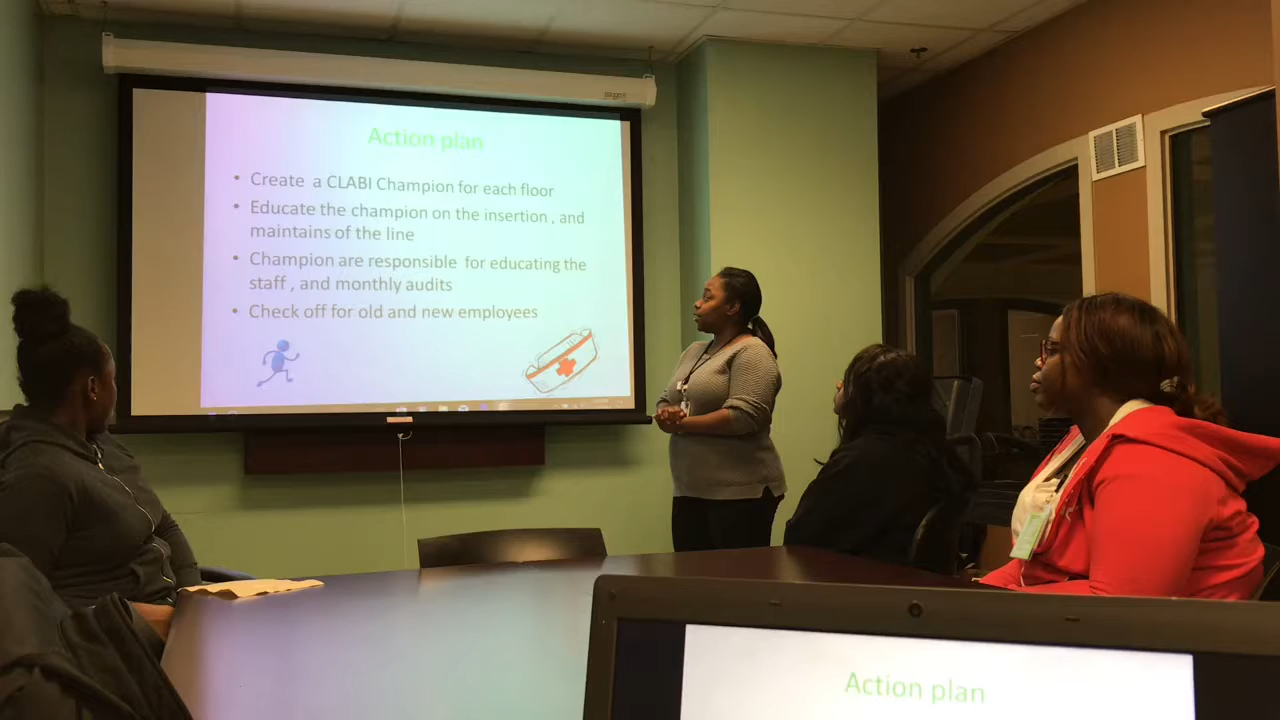 Action plan
• Create a CLABI Champion for each floor
• Educate the champion on the insertion , and
maintains of the line
• Champion are responsible for educating the
staff , and monthly audits
• Check off for old and new employees
Action plan